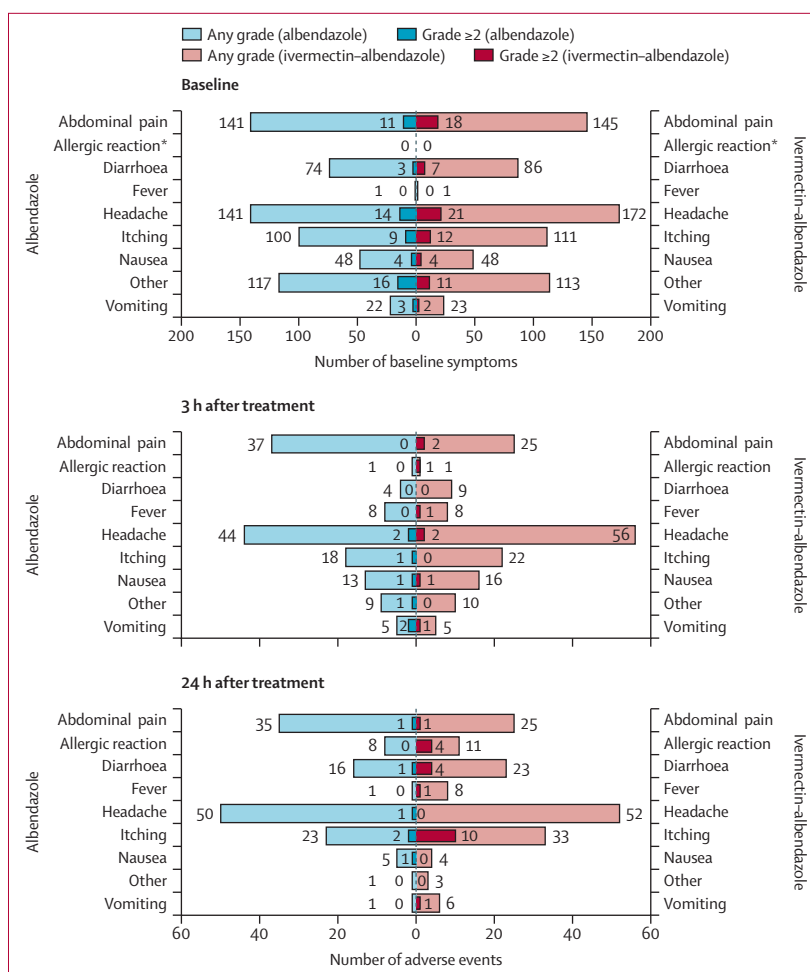 Any grade (albendazole) Grade ≥2 (albendazole)
Any grade (ivermectin–albendazole) Grade ≥2 (ivermectin–albendazole)
Baseline
Albendazole
Ivermectin–albendazole
Abdominal pain 141 11 18 145 Abdominal pain
Allergic reaction* 0 0 Allergic reaction*
Diarrhoea 74 3 7 86 Diarrhoea
Fever 1 0 0 1 Fever
Headache 141 14 21 172 Headache
Itching 100 9 12 111 Itching
Nausea 48 4 4 48 Nausea
Other 117 16 11 113 Other
Vomiting 22 3 2 23 Vomiting
200 150 100 50 0 50 100 150 200
Number of baseline symptoms
3 h after treatment
Albendazole
Ivermectin–albendazole
Abdominal pain 37 0 2 25 Abdominal pain
Allergic reaction 1 0 1 1 Allergic reaction
Diarrhoea 4 0 0 9 Diarrhoea
Fever 8 0 1 8 Fever
Headache 44 2 2 56 Headache
Itching 18 1 0 22 Itching
Nausea 13 1 1 16 Nausea
Other 9 1 0 10 Other
Vomiting 5 2 1 5 Vomiting
24 h after treatment
Albendazole
Ivermectin–albendazole
Abdominal pain 35 1 1 25 Abdominal pain
Allergic reaction 8 0 4 11 Allergic reaction
Diarrhoea 16 1 4 23 Diarrhoea
Fever 1 0 1 8 Fever
Headache 50 1 0 52 Headache
Itching 23 2 10 33 Itching
Nausea 5 1 0 4 Nausea
Other 1 0 0 3 Other
Vomiting 1 0 1 6 Vomiting
60 40 20 0 20 40 60
Number of adverse events